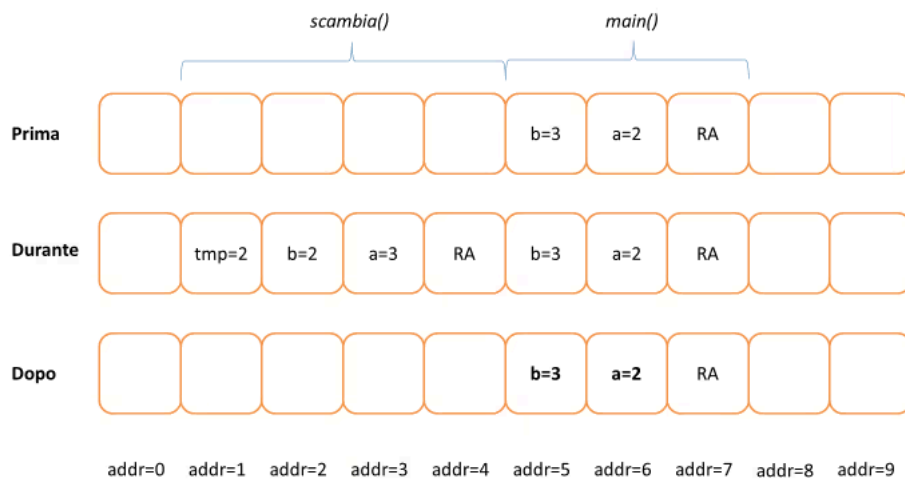 scambia() main()
Prima b=3 a=2 RA
Durante tmp=2 b=2 a=3 RA b=3 a=2 RA
Dopo b=3 a=2 RA
addr=0 addr=1 addr=2 addr=3 addr=4 addr=5 addr=6 addr=7 addr=8 addr=9